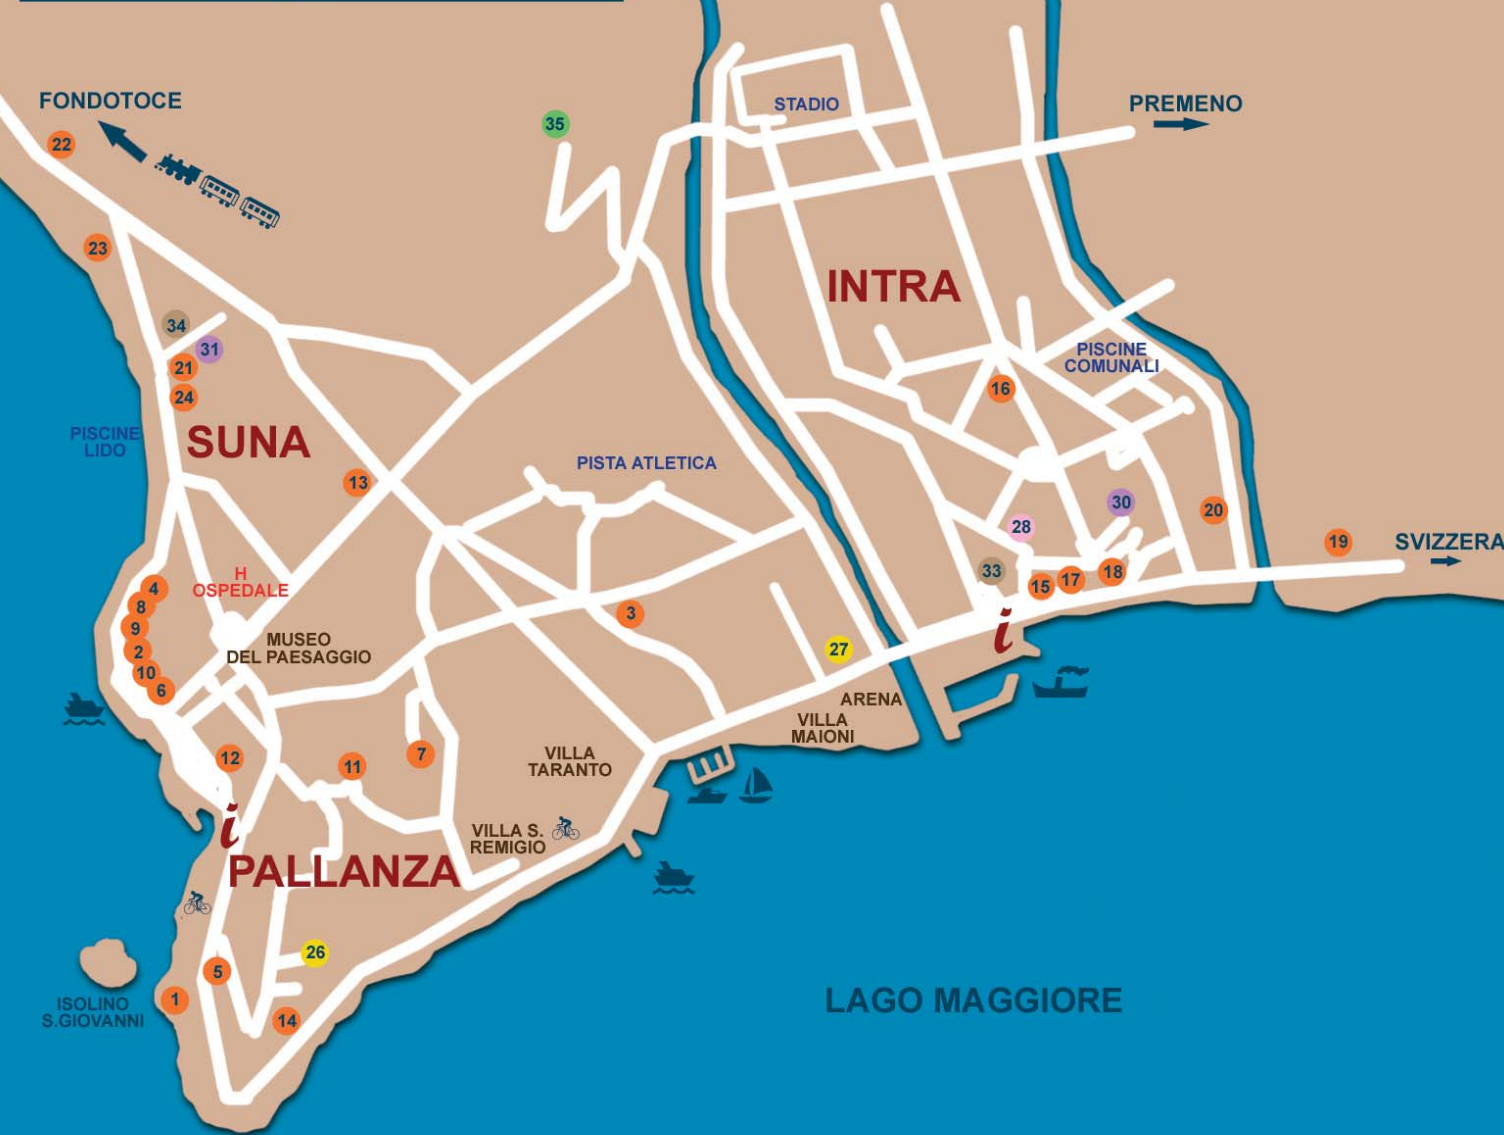 FONDOTOCE
STADIO
PREMENO
35
22
23
INTRA
34
31
21
24
PISCINE
COMUNALI
16
PISCINE
LIDO
SUNA
PISTA ATLETICA
13
30
20
28
19
SVIZZERA
H
OSPEDALE
33
15
17
18
4
8
9
2
10
6
3
i
MUSEO
DEL PAESAGGIO
27
ARENA
VILLA
MAIONI
12
11
7
VILLA
TARANTO
i
VILLA S.
REMIGIO
PALLANZA
26
5
1
14
ISOLINO
S.GIOVANNI
LAGO MAGGIORE